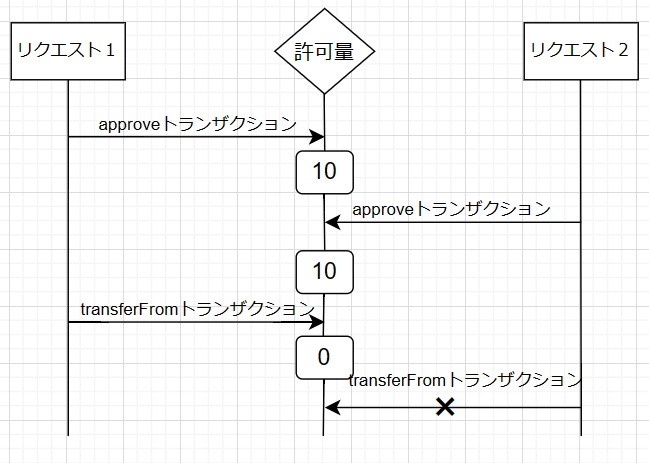 リクエスト１
許可量
リクエスト２
approveトランザクション
10
approveトランザクション
10
transferFromトランザクション
0
transferFromトランザクション